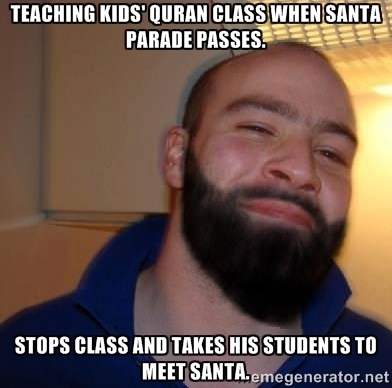 TEACHING KIDS' QURAN CLASS WHEN SANTA
PARADE PASSES.
STOPS CLASS AND TAKES HIS STUDENTS TO
MEET SANTA.
emegenerator.net